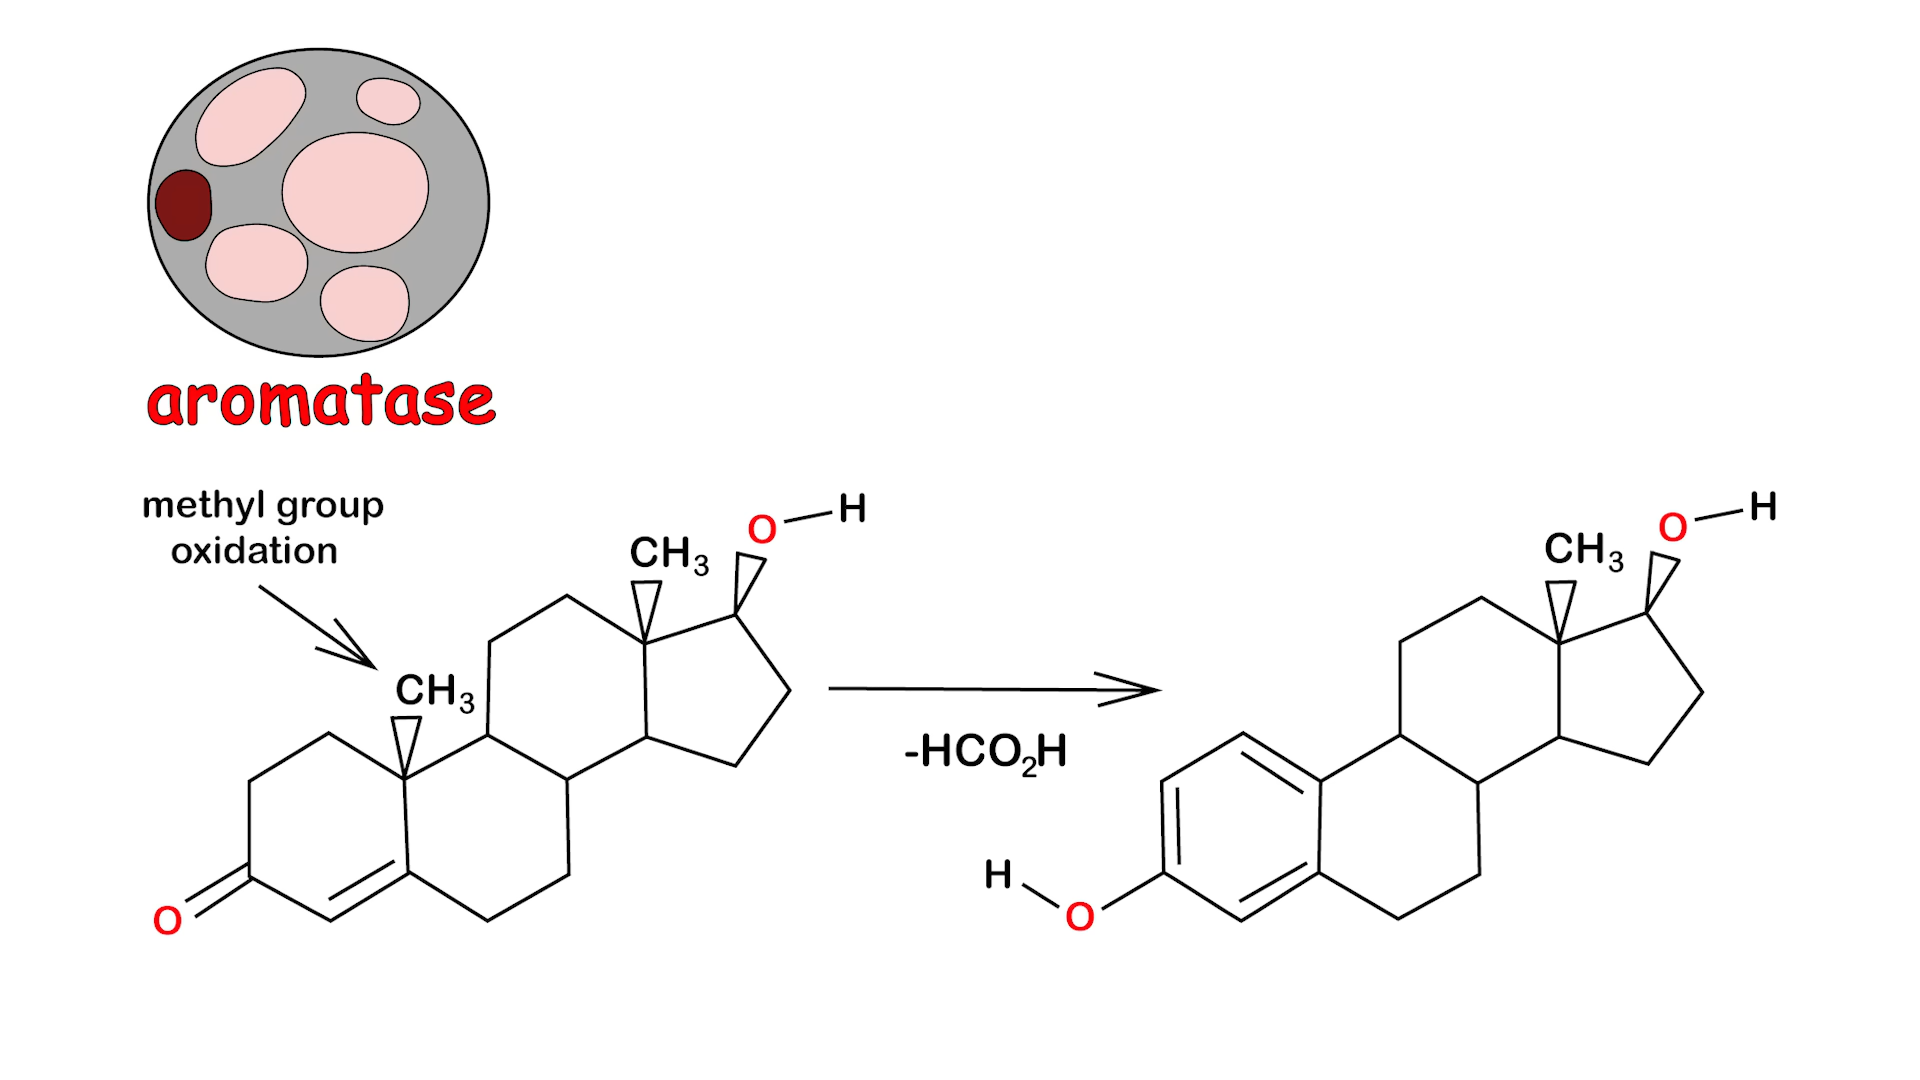 aromatase
methyl group
oxidation
CH₃
O
H
CH₃
O
-HCO₂H
CH₃
O
H
H
O